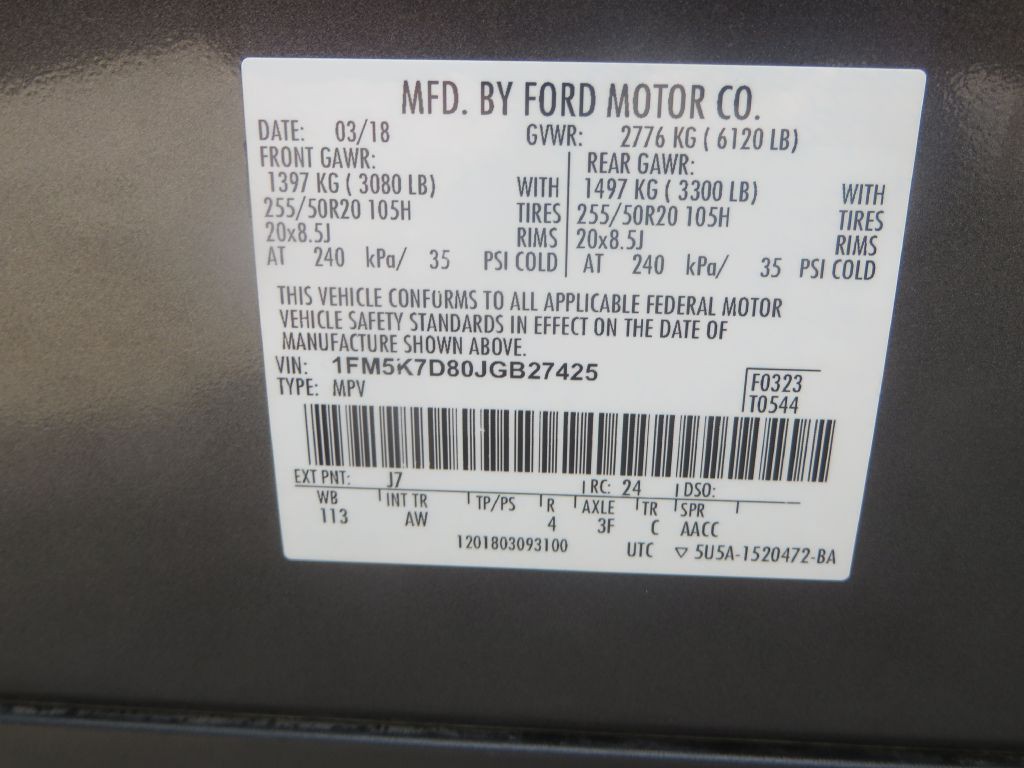 MFD. BY FORD MOTOR CO.
DATE: 03/18 GVWR: 2776 KG ( 6120 LB)
FRONT GAWR: REAR GAWR:
1397 KG ( 3080 LB) WITH 1497 KG ( 3300 LB) WITH
255/50R20 105H TIRES 255/50R20 105H TIRES
20x8.5J RIMS 20x8.5J RIMS
AT 240 kPa/ 35 PSI COLD AT 240 kPa/ 35 PSI COLD
THIS VEHICLE CONFORMS TO ALL APPLICABLE FEDERAL MOTOR
VEHICLE SAFETY STANDARDS IN EFFECT ON THE DATE OF
MANUFACTURE SHOWN ABOVE.
VIN: 1FM5K7D80JGB27425
TYPE: MPV
F0323
T0544
EXT PNT: J7 RC: 24 DSO:
WB INT TR TP/PS R AXLE TR SPR
113 AW 4 3F C AACC
1201803093100 UTC ▽ 5U5A-1520472-BA